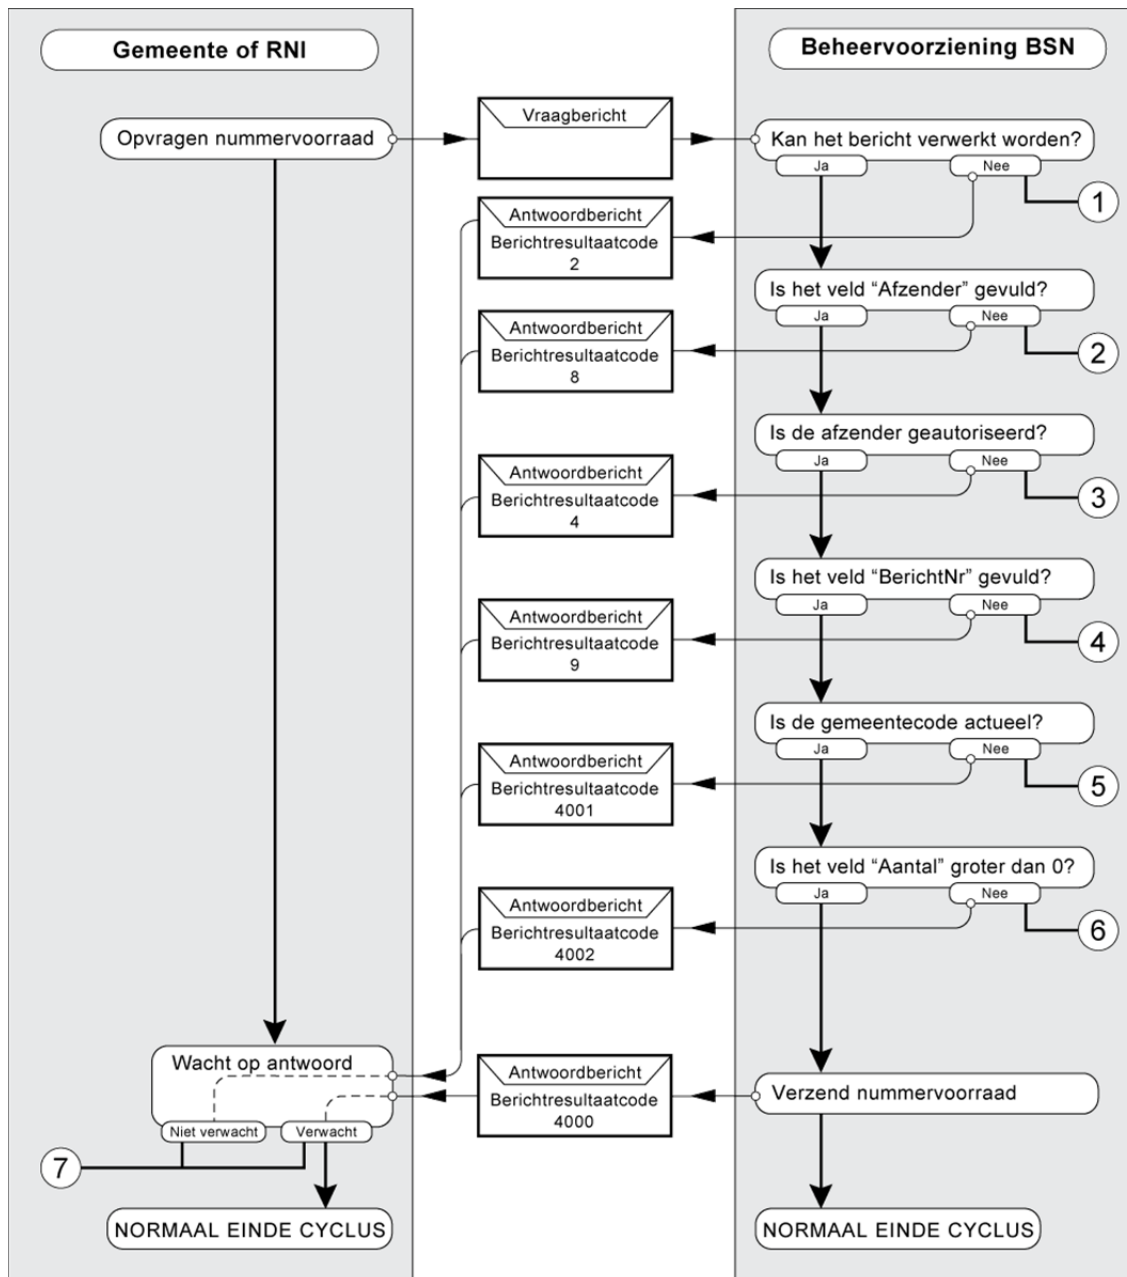 Gemeente of RNI
Beheervoorziening BSN
Opvragen nummervoorraad
Vraagbericht
Kan het bericht verwerkt worden?
Ja
Nee
1
Antwoordbericht
Berichtresultaatcode
2
Is het veld “Afzender” gevuld?
Ja
Nee
2
Antwoordbericht
Berichtresultaatcode
8
Is de afzender geautoriseerd?
Ja
Nee
3
Antwoordbericht
Berichtresultaatcode
4
Is het veld “BerichtNr” gevuld?
Ja
Nee
4
Antwoordbericht
Berichtresultaatcode
9
Is de gemeentecode actueel?
Ja
Nee
5
Antwoordbericht
Berichtresultaatcode
4001
Is het veld “Aantal” groter dan 0?
Ja
Nee
6
Antwoordbericht
Berichtresultaatcode
4002
Wacht op antwoord
Niet verwacht
Verwacht
7
Antwoordbericht
Berichtresultaatcode
4000
Verzend nummervoorraad
NORMAAL EINDE CYCLUS
NORMAAL EINDE CYCLUS